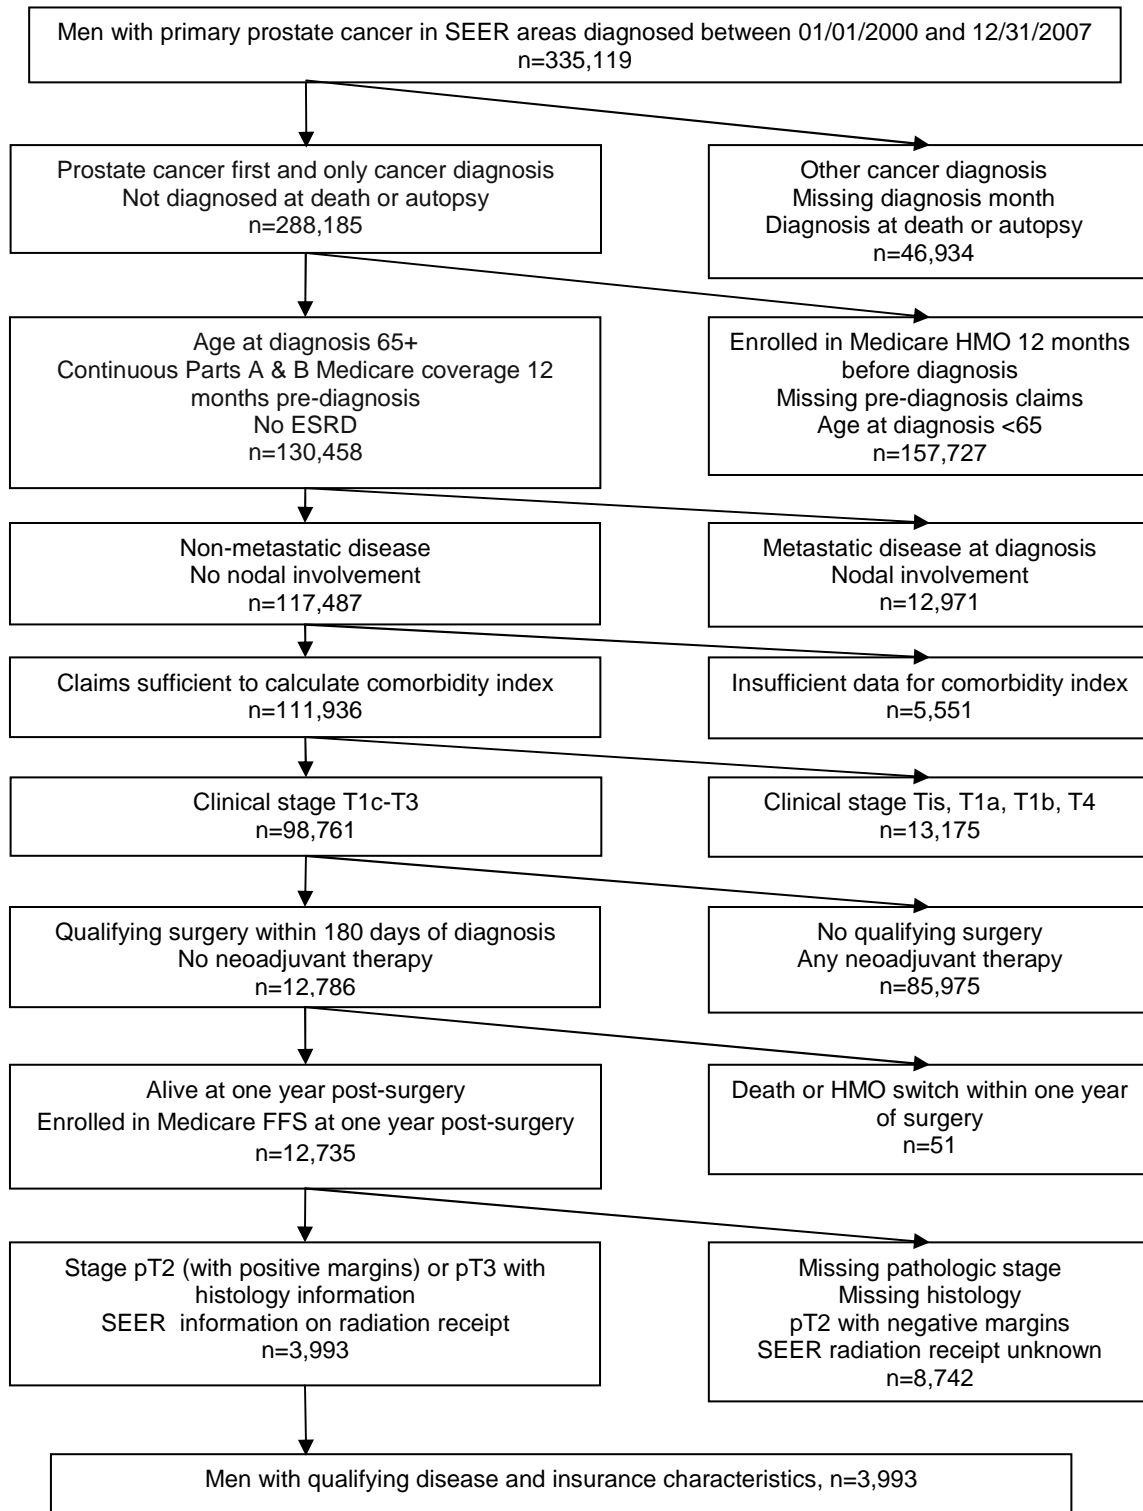 Men with primary prostate cancer in SEER areas diagnosed between 01/01/2000 and 12/31/2007
n=335,119
Prostate cancer first and only cancer diagnosis
Not diagnosed at death or autopsy
n=288,185
Other cancer diagnosis
Missing diagnosis month
Diagnosis at death or autopsy
n=46,934
Age at diagnosis 65+
Continuous Parts A & B Medicare coverage 12
months pre-diagnosis
No ESRD
n=130,458
Enrolled in Medicare HMO 12 months
before diagnosis
Missing pre-diagnosis claims
Age at diagnosis <65
n=157,727
Non-metastatic disease
No nodal involvement
n=117,487
Metastatic disease at diagnosis
Nodal involvement
n=12,971
Claims sufficient to calculate comorbidity index
n=111,936
Insufficient data for comorbidity index
n=5,551
Clinical stage T1c-T3
n=98,761
Clinical stage Tis, T1a, T1b, T4
n=13,175
Qualifying surgery within 180 days of diagnosis
No neoadjuvant therapy
n=12,786
No qualifying surgery
Any neoadjuvant therapy
n=85,975
Alive at one year post-surgery
Enrolled in Medicare FFS at one year post-surgery
n=12,735
Death or HMO switch within one year
of surgery
n=51
Stage pT2 (with positive margins) or pT3 with
histology information
SEER information on radiation receipt
n=3,993
Missing pathologic stage
Missing histology
pT2 with negative margins
SEER radiation receipt unknown
n=8,742
Men with qualifying disease and insurance characteristics, n=3,993